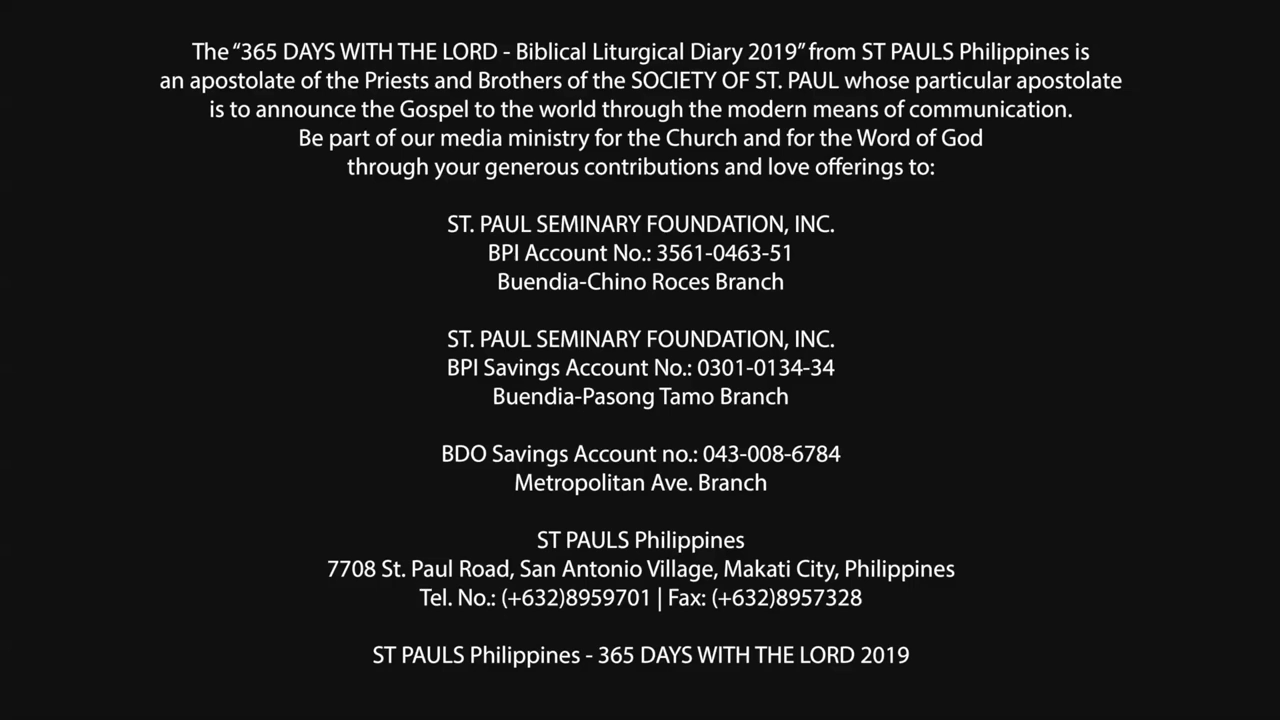 The “365 DAYS WITH THE LORD - Biblical Liturgical Diary 2019” from ST PAULS Philippines is
an apostolate of the Priests and Brothers of the SOCIETY OF ST. PAUL whose particular apostolate
is to announce the Gospel to the world through the modern means of communication.
Be part of our media ministry for the Church and for the Word of God
through your generous contributions and love offerings to:
ST. PAUL SEMINARY FOUNDATION, INC.
BPI Account No.: 3561-0463-51
Buendia-Chino Roces Branch
ST. PAUL SEMINARY FOUNDATION, INC.
BPI Savings Account No.: 0301-0134-34
Buendia-Pasong Tamo Branch
BDO Savings Account no.: 043-008-6784
Metropolitan Ave. Branch
ST PAULS Philippines
7708 St. Paul Road, San Antonio Village, Makati City, Philippines
Tel. No.: (+632)8959701 | Fax: (+632)8957328
ST PAULS Philippines - 365 DAYS WITH THE LORD 2019